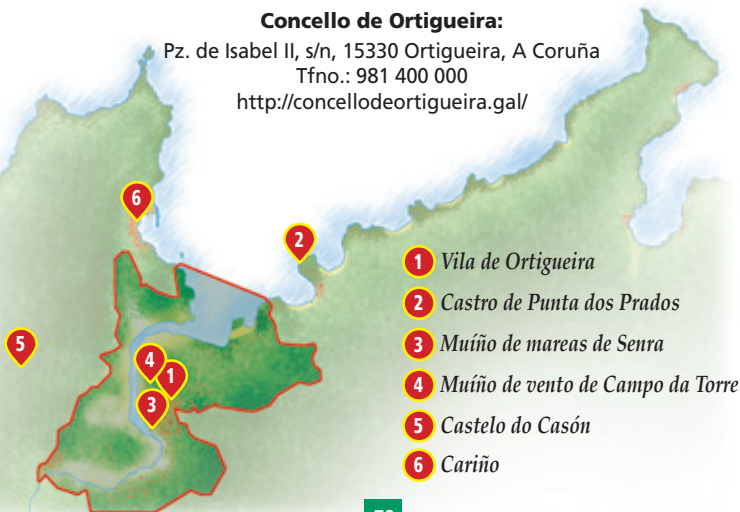 Concello de Ortigueira:
Pz. de Isabel II, s/n, 15330 Ortigueira, A Coruña
Tfno.: 981 400 000
http://concellodeortigueira.gal/
6
2
5
4
1
3
1 Vila de Ortigueira
2 Castro de Punta dos Prados
3 Muíño de mareas de Senra
4 Muíño de vento de Campo da Torre
5 Castelo do Casón
6 Cariño